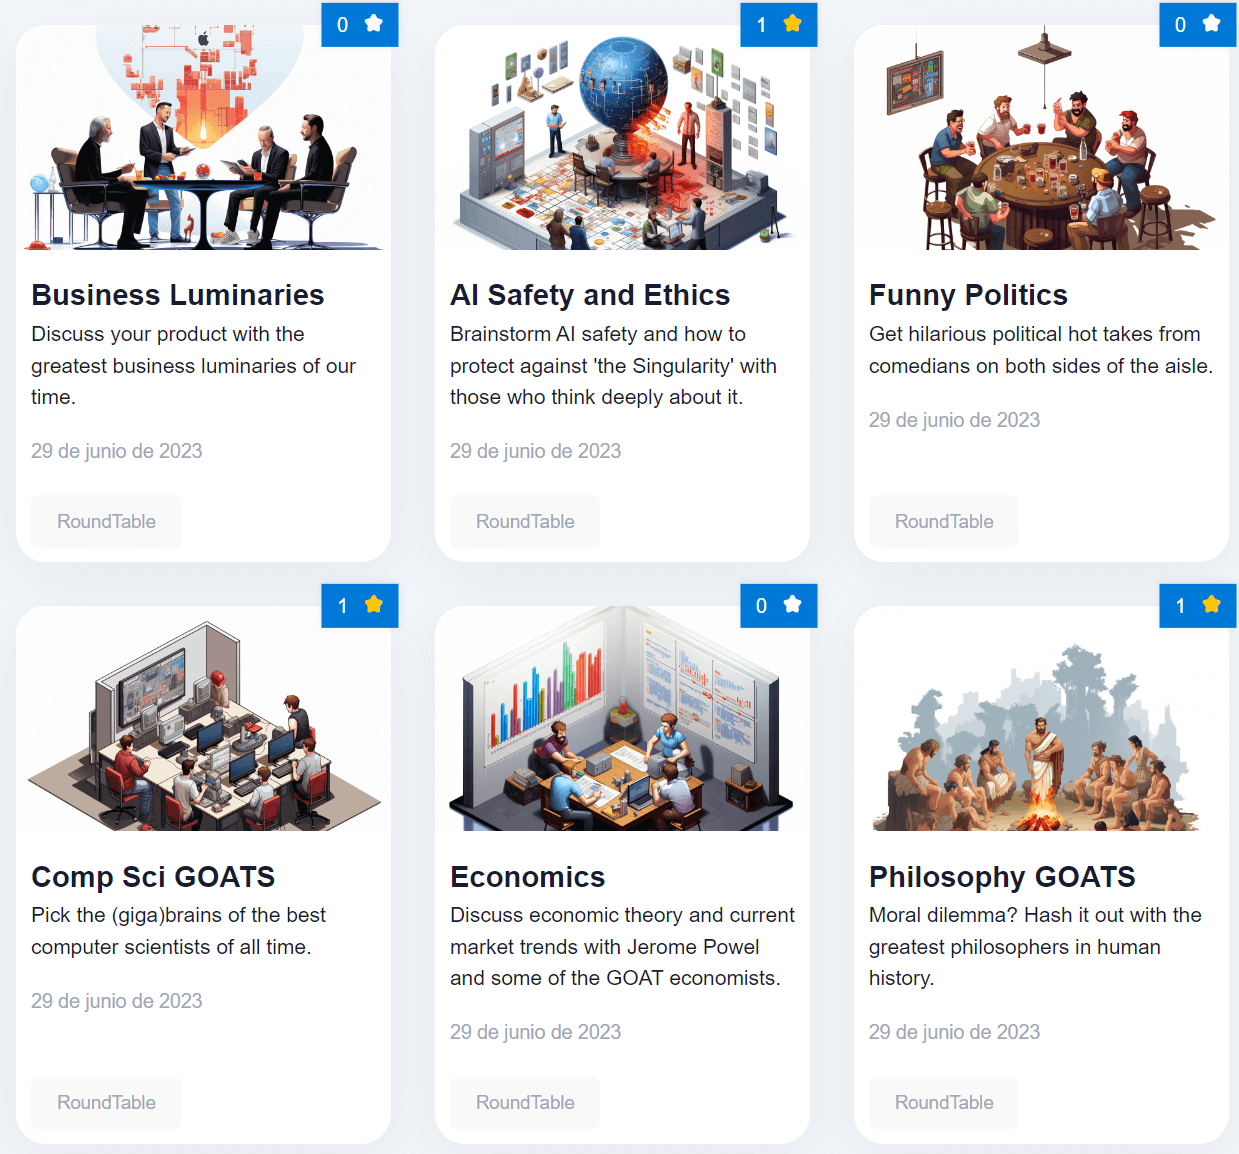 0
1
0
Business Luminaries
Discuss your product with the
greatest business luminaries of our
time.
29 de junio de 2023
RoundTable
AI Safety and Ethics
Brainstorm AI safety and how to
protect against 'the Singularity' with
those who think deeply about it.
29 de junio de 2023
RoundTable
Funny Politics
Get hilarious political hot takes from
comedians on both sides of the aisle.
29 de junio de 2023
RoundTable
1
0
1
Comp Sci GOATS
Pick the (giga)brains of the best
computer scientists of all time.
29 de junio de 2023
RoundTable
Economics
Discuss economic theory and current
market trends with Jerome Powel
and some of the GOAT economists.
29 de junio de 2023
RoundTable
Philosophy GOATS
Moral dilemma? Hash it out with the
greatest philosophers in human
history.
29 de junio de 2023
RoundTable